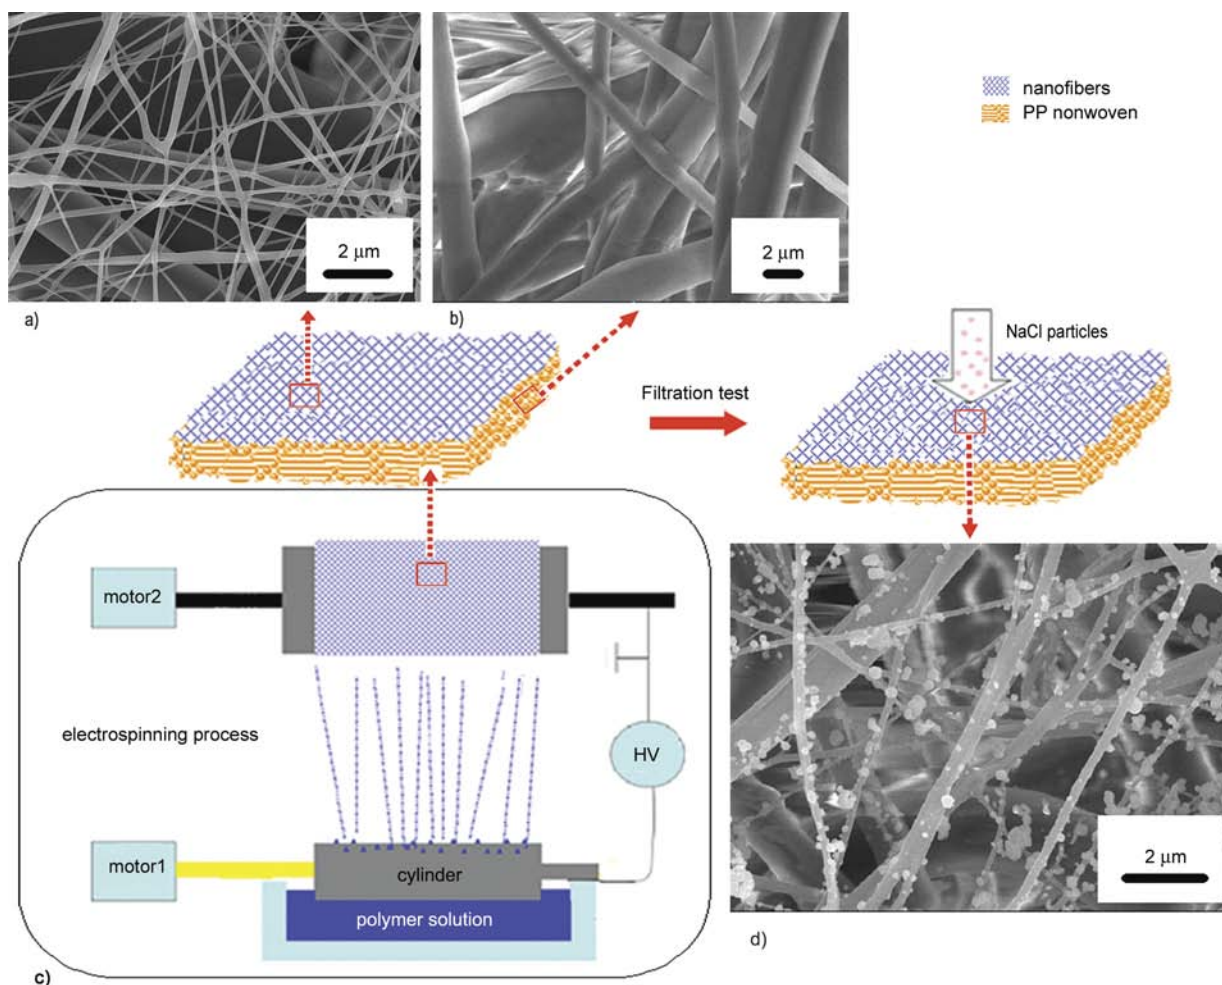 nanofibers
PP nonwoven
2 μm
2 μm
a)
b)
NaCl particles
Filtration test
motor2
electrospinning process
HV
motor1
cylinder
polymer solution
2 μm
c)
d)